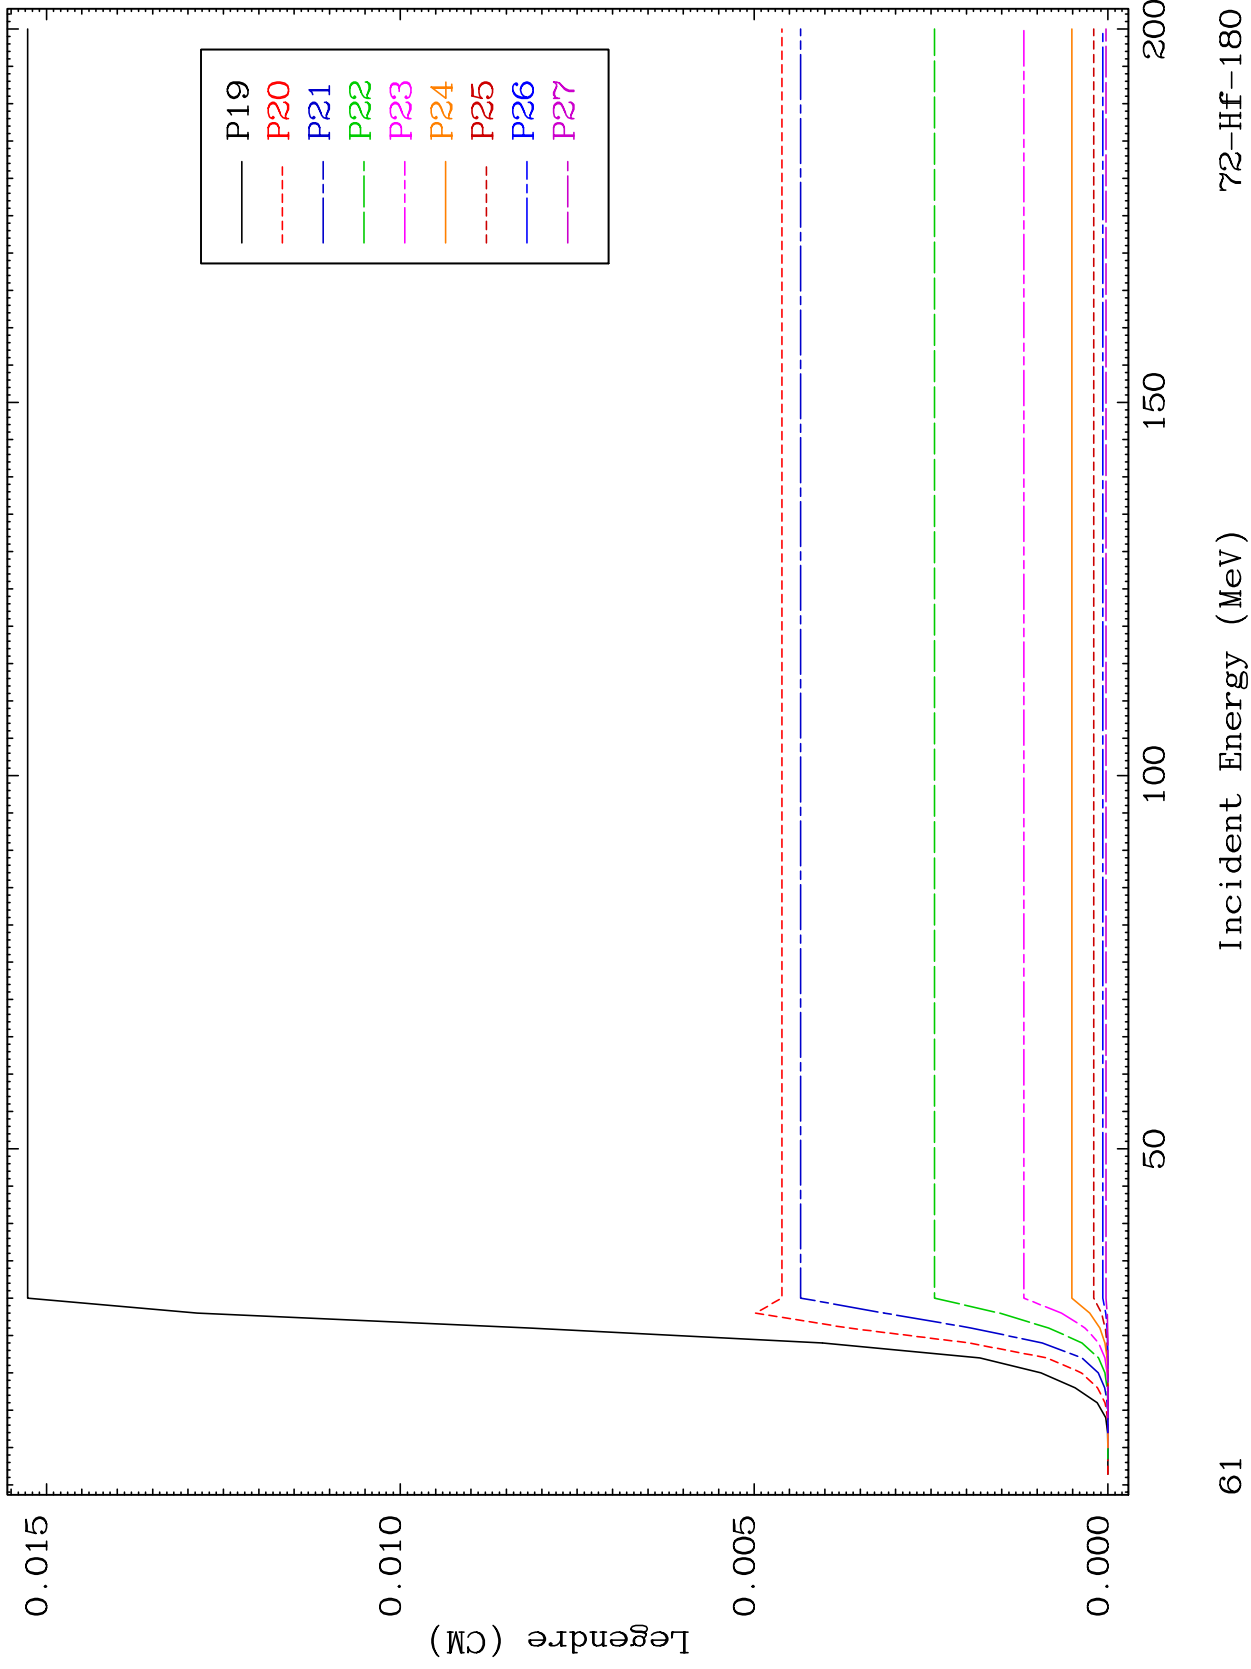 Legendre (CM)
0.015
0.010
0.005
0.000
P19
P20
P21
P22
P23
P24
P25
P26
P27
50
100
150
200
61
Incident Energy (MeV)
72-Hf-180